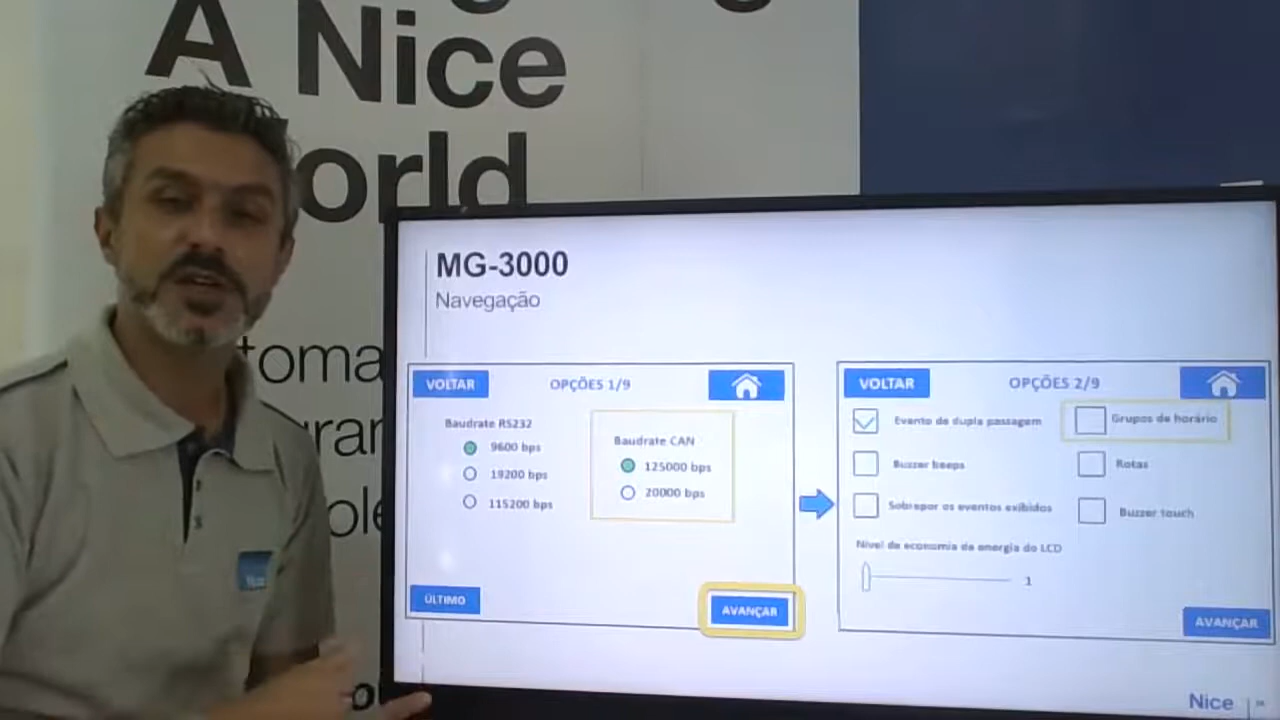 A Nice
orld
toma
grar
ole
MG-3000
Navegação
VOLTAR
OPÇÕES 1/9
Baudrate RS232
9600 bps
19200 bps
115200 bps
Baudrate CAN
125000 bps
20000 bps
ÚLTIMO
AVANÇAR
VOLTAR
OPÇÕES 2/9
Evento de dupla passagem
Grupos de horário
Buzzer beeps
Rotas
Sobrepor os eventos exibidos
Buzzer touch
Nível de economia de energia do LCD
1
AVANÇAR
Nice